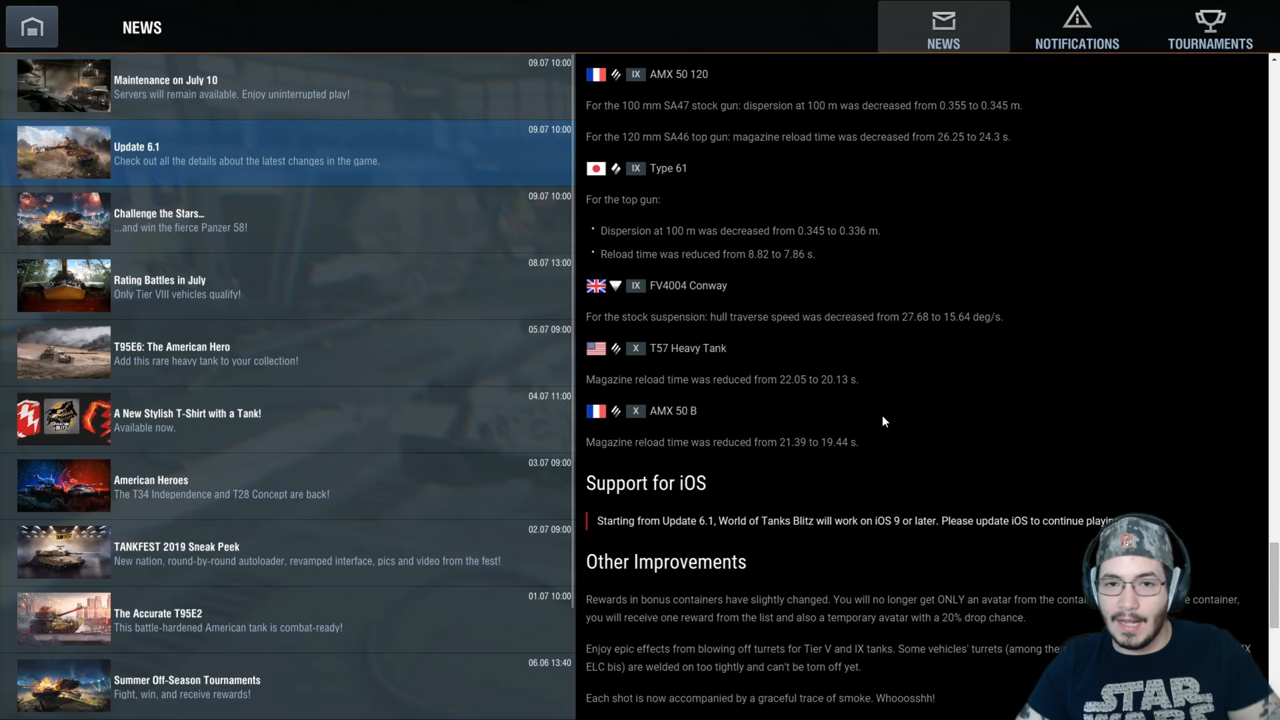 NEWS
NEWS
NOTIFICATIONS
TOURNAMENTS
09.07 10:00
Maintenance on July 10
Servers will remain available. Enjoy uninterrupted play!
09.07 10:00
Update 6.1
Check out all the details about the latest changes in the game.
09.07 10:00
Challenge the Stars...
...and win the fierce Panzer 58!
08.07 13:00
Rating Battles in July
Only Tier VIII vehicles qualify!
05.07 09:00
T95E6: The American Hero
Add this rare heavy tank to your collection!
04.07 11:00
A New Stylish T-Shirt with a Tank!
Available now.
03.07 09:00
American Heroes
The T34 Independence and T28 Concept are back!
02.07 09:00
TANKFEST 2019 Sneak Peek
New nation, round-by-round autoloader, revamped interface, pics and video from the fest!
01.07 10:00
The Accurate T95E2
This battle-hardened American tank is combat-ready!
06.06 13:40
Summer Off-Season Tournaments
Fight, win, and receive rewards!
IX AMX 50 120
For the 100 mm SA47 stock gun: dispersion at 100 m was decreased from 0.355 to 0.345 m.
For the 120 mm SA46 top gun: magazine reload time was decreased from 26.25 to 24.3 s.
IX Type 61
For the top gun:
• Dispersion at 100 m was decreased from 0.345 to 0.336 m.
• Reload time was reduced from 8.82 to 7.86 s.
IX FV4004 Conway
For the stock suspension: hull traverse speed was decreased from 27.68 to 15.64 deg/s.
X T57 Heavy Tank
Magazine reload time was reduced from 22.05 to 20.13 s.
X AMX 50 B
Magazine reload time was reduced from 21.39 to 19.44 s.
Support for iOS
Starting from Update 6.1, World of Tanks Blitz will work on iOS 9 or later. Please update iOS to continue
Other Improvements
Rewards in bonus containers have slightly changed. You will no longer get ONLY an avatar from the container,
you will receive one reward from the list and also a temporary avatar with a 20% drop chance.
Enjoy epic effects from blowing off turrets for Tier V and IX tanks. Some vehicles' turrets (among
ELC bis) are welded on too tightly and can't be torn off yet.
Each shot is now accompanied by a graceful trace of smoke. Whooosshh!
STAR
WARS